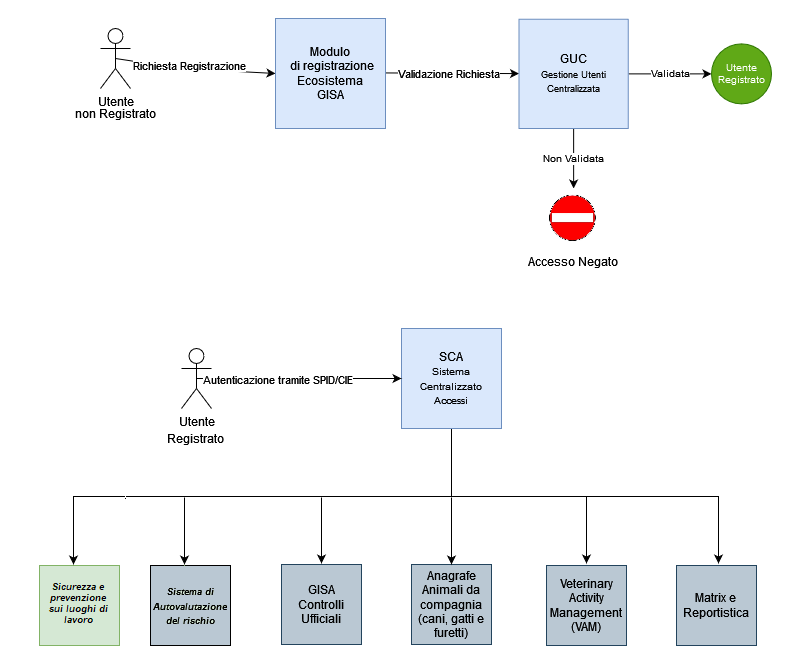 Utente
non Registrato
Richiesta Registrazione
Modulo
di registrazione
Ecosistema
GISA
Validazione Richiesta
GUC
Gestione Utenti
Centralizzata
Validata
Utente
Registrato
Non Validata
Accesso Negato
Utente
Registrato
Autenticazione tramite SPID/CIE
SCA
Sistema
Centralizzato
Accessi
Sicurezza e
prevenzione
sui luoghi di
lavoro
Sistema di
Autovalutazione
del rischio
GISA
Controlli
Ufficiali
Anagrafe
Animali da
compagnia
(cani, gatti e
furetti)
Veterinary
Activity
Management
(VAM)
Matrix e
Reportistica